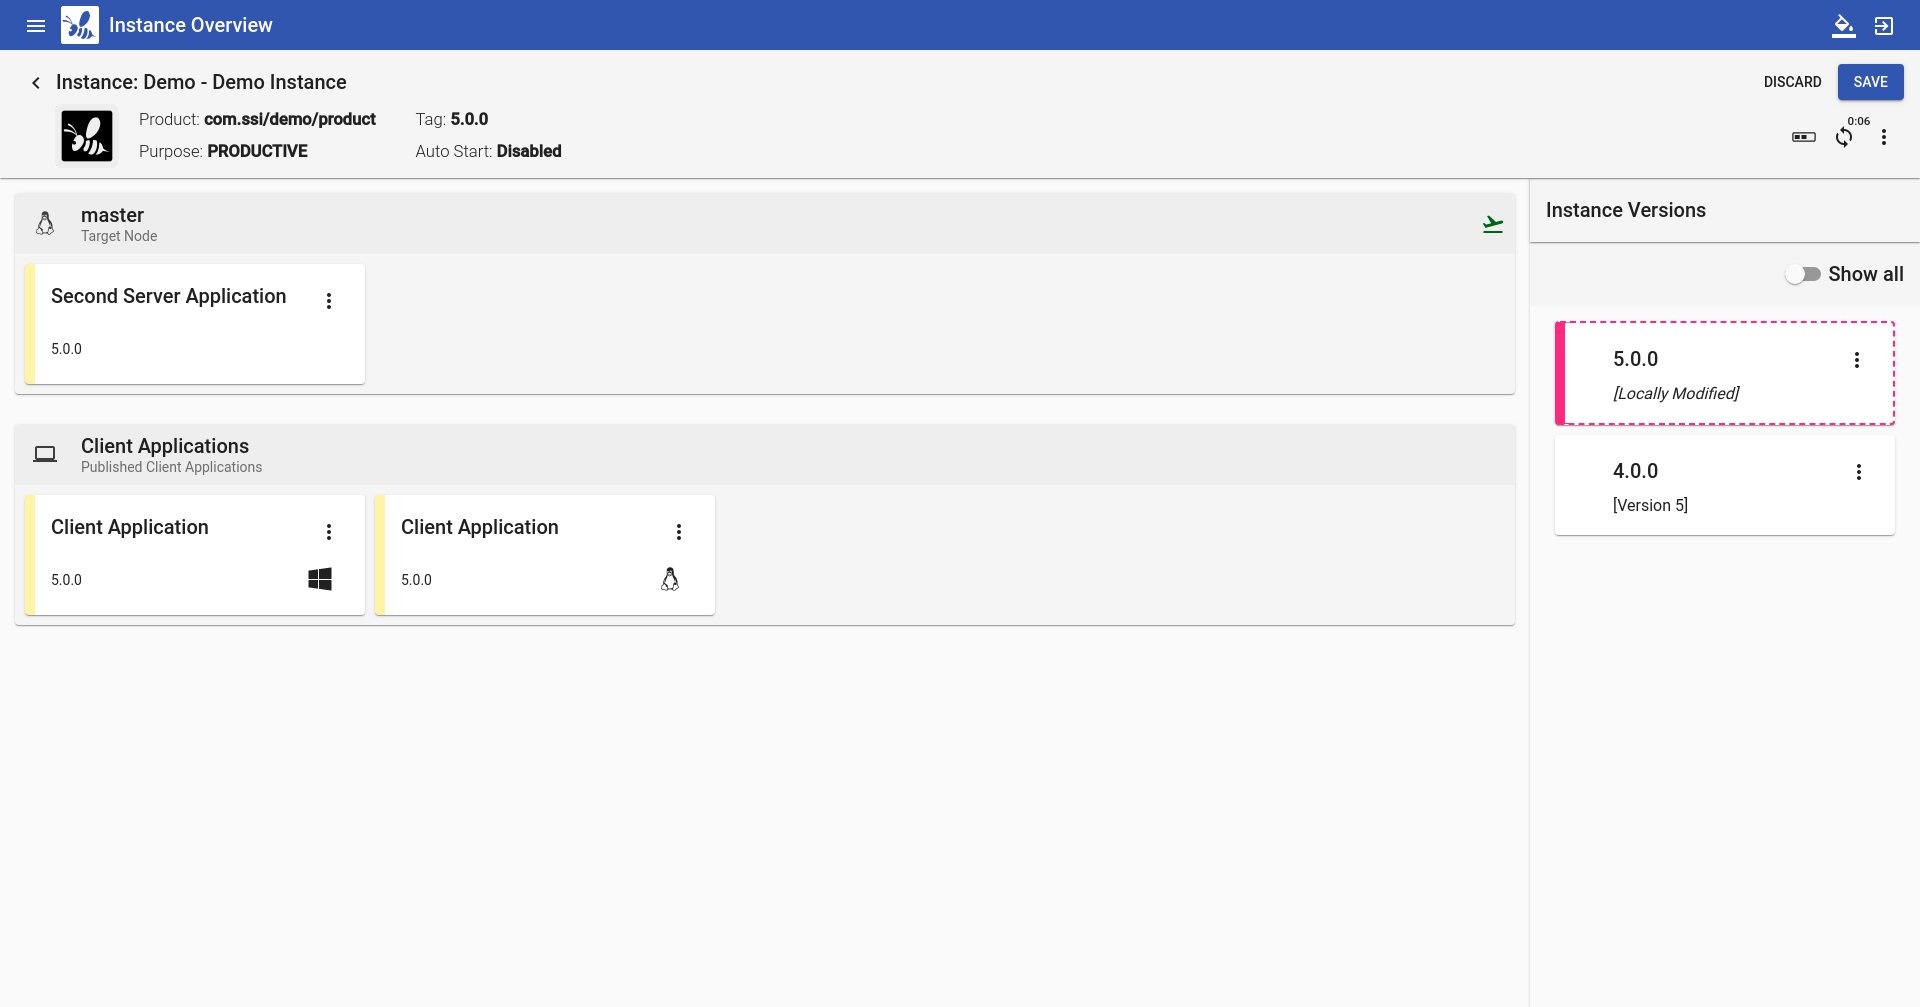 Instance Overview
Instance: Demo - Demo Instance
DISCARD
SAVE
Product: com.ssi/demo/product
Tag: 5.0.0
0:06
Purpose: PRODUCTIVE
Auto Start: Disabled
master
Target Node
Second Server Application
5.0.0
Client Applications
Published Client Applications
Client Application
5.0.0
Client Application
5.0.0
Instance Versions
Show all
5.0.0
[Locally Modified]
4.0.0
[Version 5]